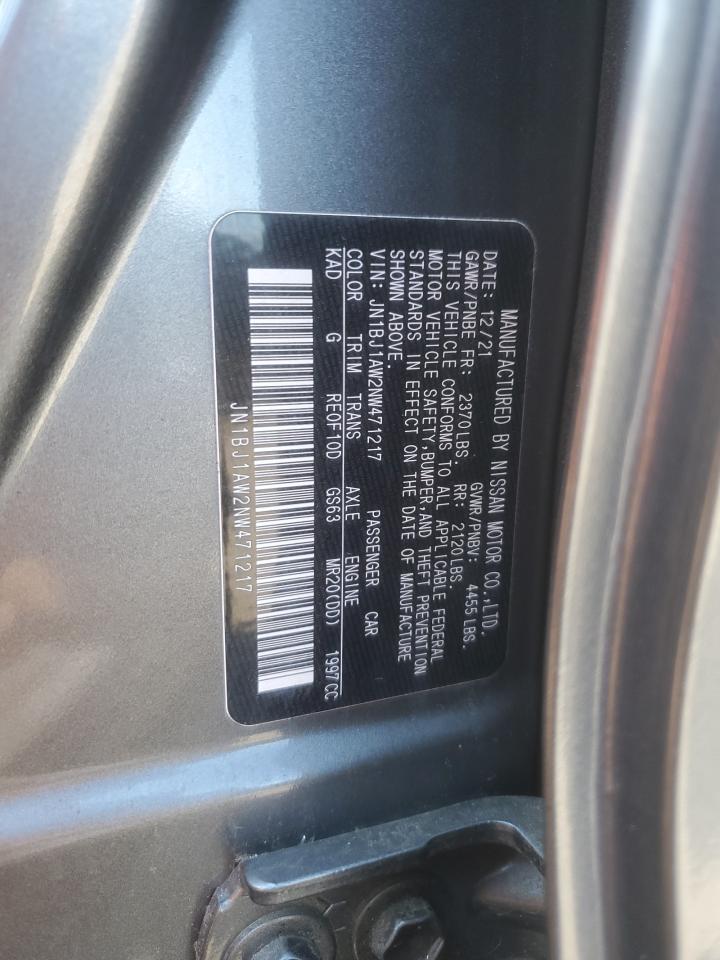 MANUFACTURED BY NISSAN MOTOR CO.,LTD.
DATE: 12/21 GVWR/PNBV: 4455LBS.
GAWR/PNBE FR: 2370LBS. RR: 2120LBS.
THIS VEHICLE CONFORMS TO ALL APPLICABLE FEDERAL
MOTOR VEHICLE SAFETY,BUMPER,AND THEFT PREVENTION
STANDARDS IN EFFECT ON THE DATE OF MANUFACTURE
SHOWN ABOVE.
VIN: JN1BJ1AW2NW471217 PASSENGER CAR
COLOR TRIM TRANS AXLE ENGINE
KAD G RE0F10D GS63 MR20(DD) 1997CC
JN1BJ1AW2NW471217